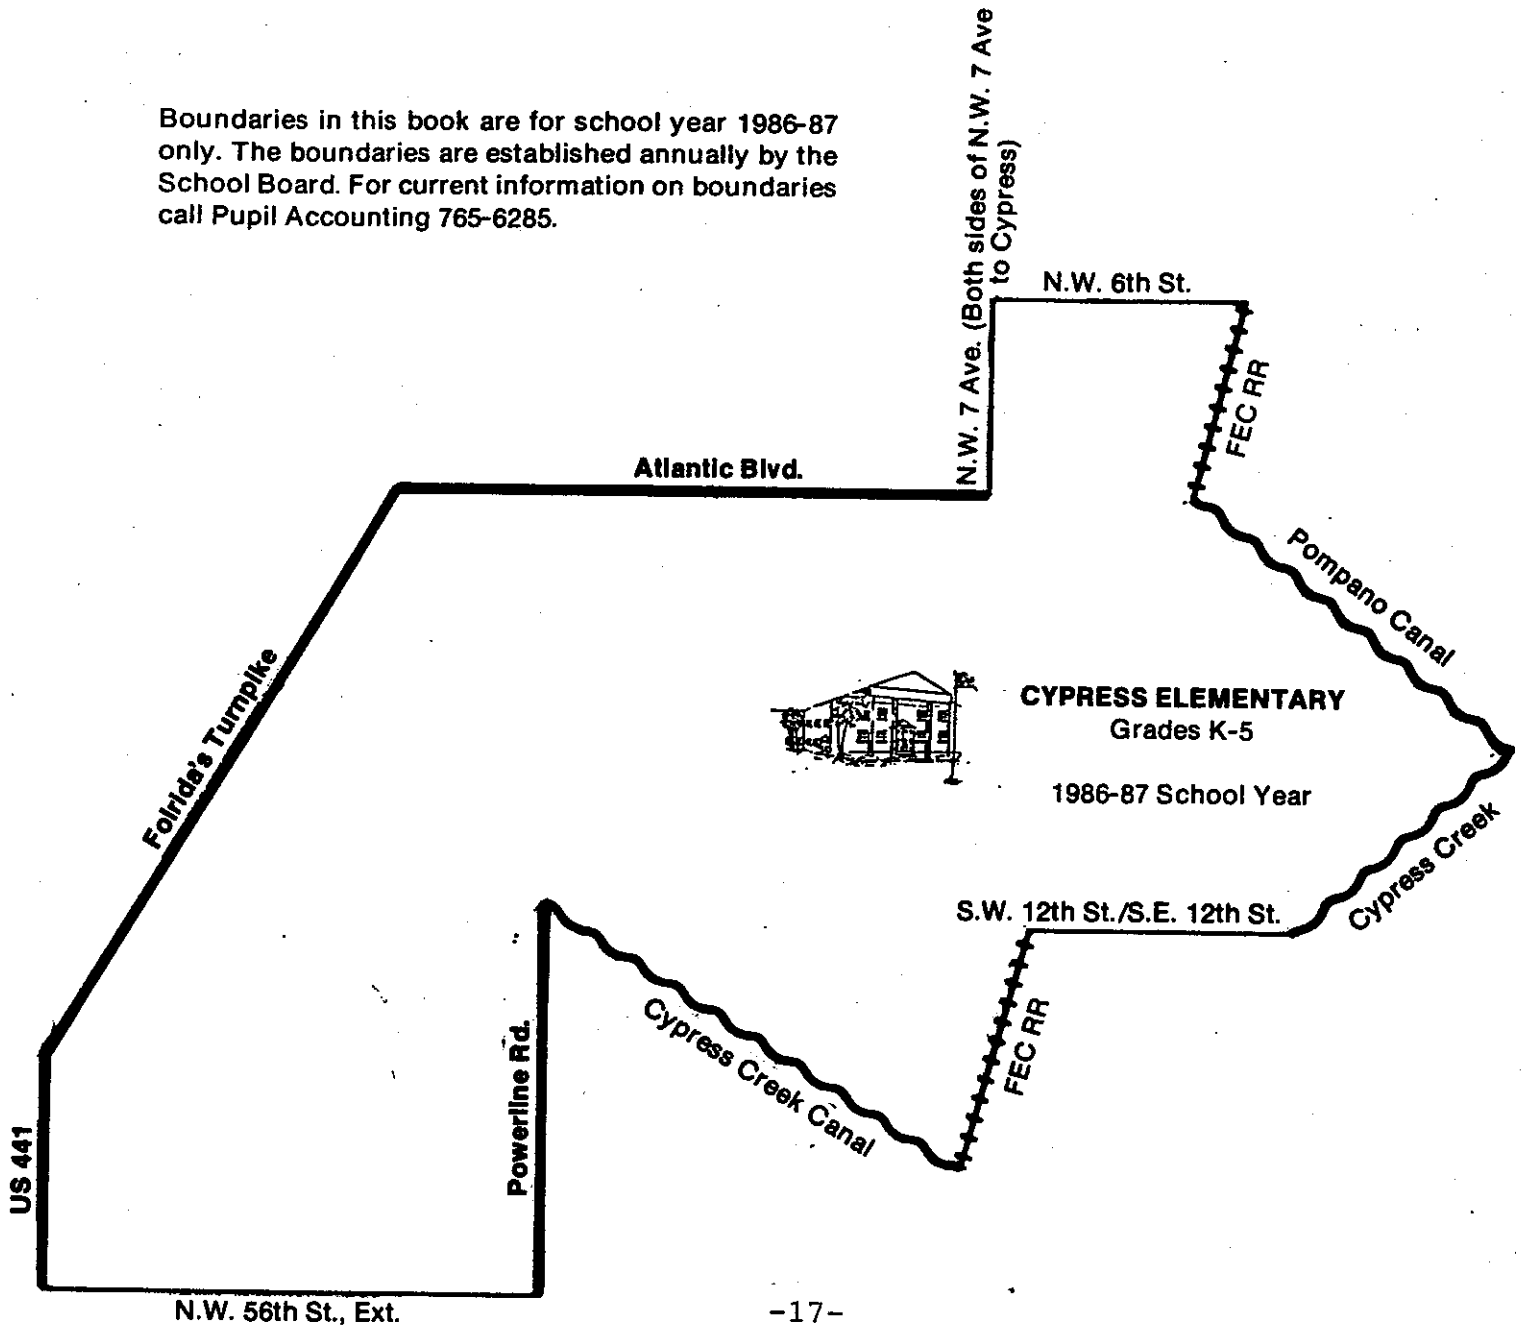 Boundaries in this book are for school year 1986-87
only. The boundaries are established annually by the
School Board. For current information on boundaries
call Pupil Accounting 765-6285.
N.W. 7 Ave. (Both sides of N.W. 7 Ave
to Cypress)
N.W. 6th St.
FEC RR
Atlantic Blvd.
Pompano Canal
Folrida's Turnpike
CYPRESS ELEMENTARY
Grades K-5
1986-87 School Year
Cypress Creek
S.W. 12th St./S.E. 12th St.
FEC RR
Cypress Creek Canal
Powerline Rd.
US 441
N.W. 56th St., Ext.
-17-